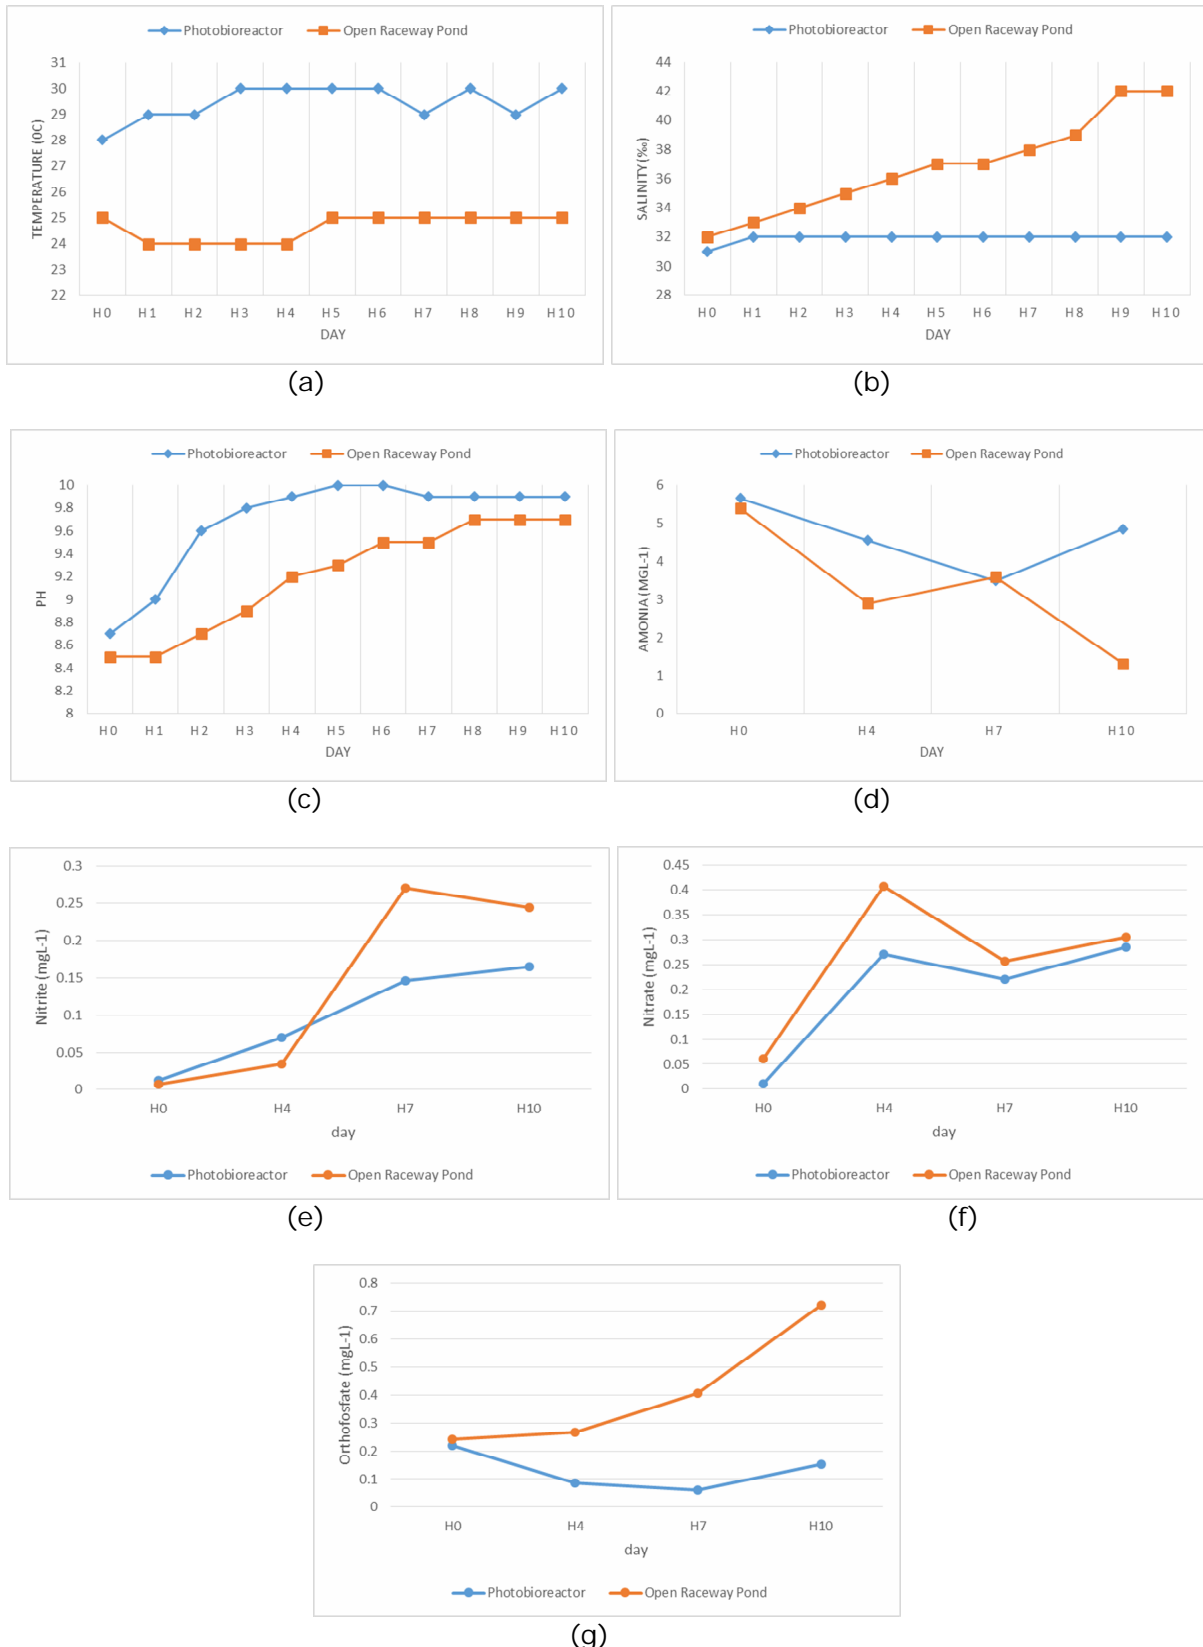 Photobioreactor Open Raceway Pond
31
30
29
28
27
26
25
24
23
22
TEMPERATURE (0C)
H0 H1 H2 H3 H4 H5 H6 H7 H8 H9 H10
DAY
(a)
Photobioreactor Open Raceway Pond
44
42
40
38
36
34
32
30
28
SALINITY (‰)
H0 H1 H2 H3 H4 H5 H6 H7 H8 H9 H10
DAY
(b)
Photobioreactor Open Raceway Pond
10
9.8
9.6
9.4
9.2
9
8.8
8.6
8.4
8.2
8
PH
H0 H1 H2 H3 H4 H5 H6 H7 H8 H9 H10
DAY
(c)
Photobioreactor Open Raceway Pond
6
5
4
3
2
1
0
AMONIA (MGL-1)
H0 H4 H7 H10
DAY
(d)
0.3
0.25
0.2
0.15
0.1
0.05
0
Nitrite (mgL-1)
H0 H4 H7 H10
day
Photobioreactor Open Raceway Pond
(e)
0.45
0.4
0.35
0.3
0.25
0.2
0.15
0.1
0.05
0
Nitrate (mgL-1)
H0 H4 H7 H10
day
Photobioreactor Open Raceway Pond
(f)
0.8
0.7
0.6
0.5
0.4
0.3
0.2
0.1
0
Orthofosfate (mgL-1)
H0 H4 H7 H10
day
Photobioreactor Open Raceway Pond
(g)